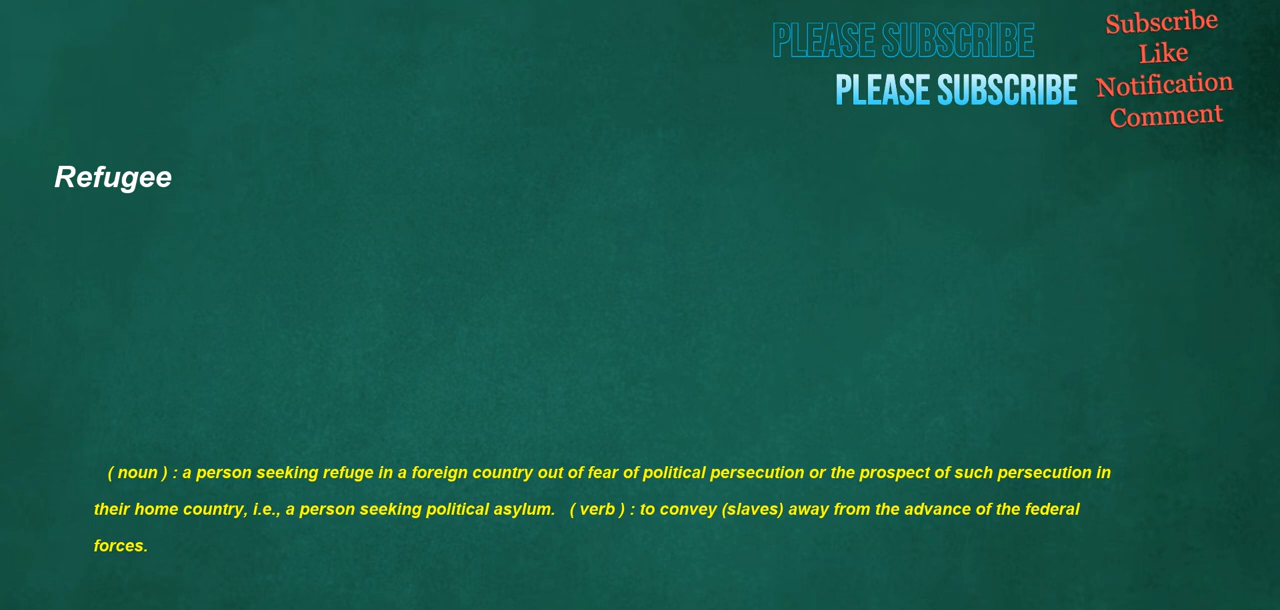 PLEASE SUBSCRIBE
PLEASE SUBSCRIBE
Subscribe
Like
Notification
Comment
Refugee
( noun ) : a person seeking refuge in a foreign country out of fear of political persecution or the prospect of such persecution in
their home country, i.e., a person seeking political asylum. ( verb ) : to convey (slaves) away from the advance of the federal
forces.